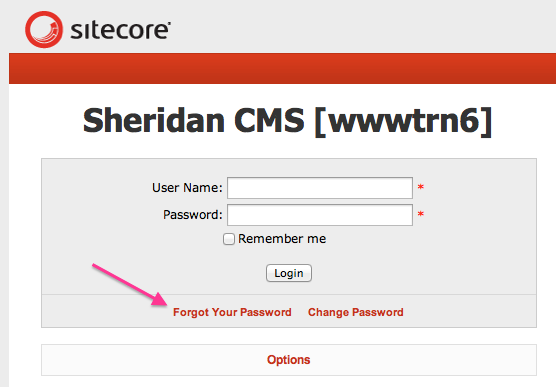 sitecore
Sheridan CMS [wwwtrn6]
User Name: *
Password: *
Remember me
Login
Forgot Your Password Change Password
Options